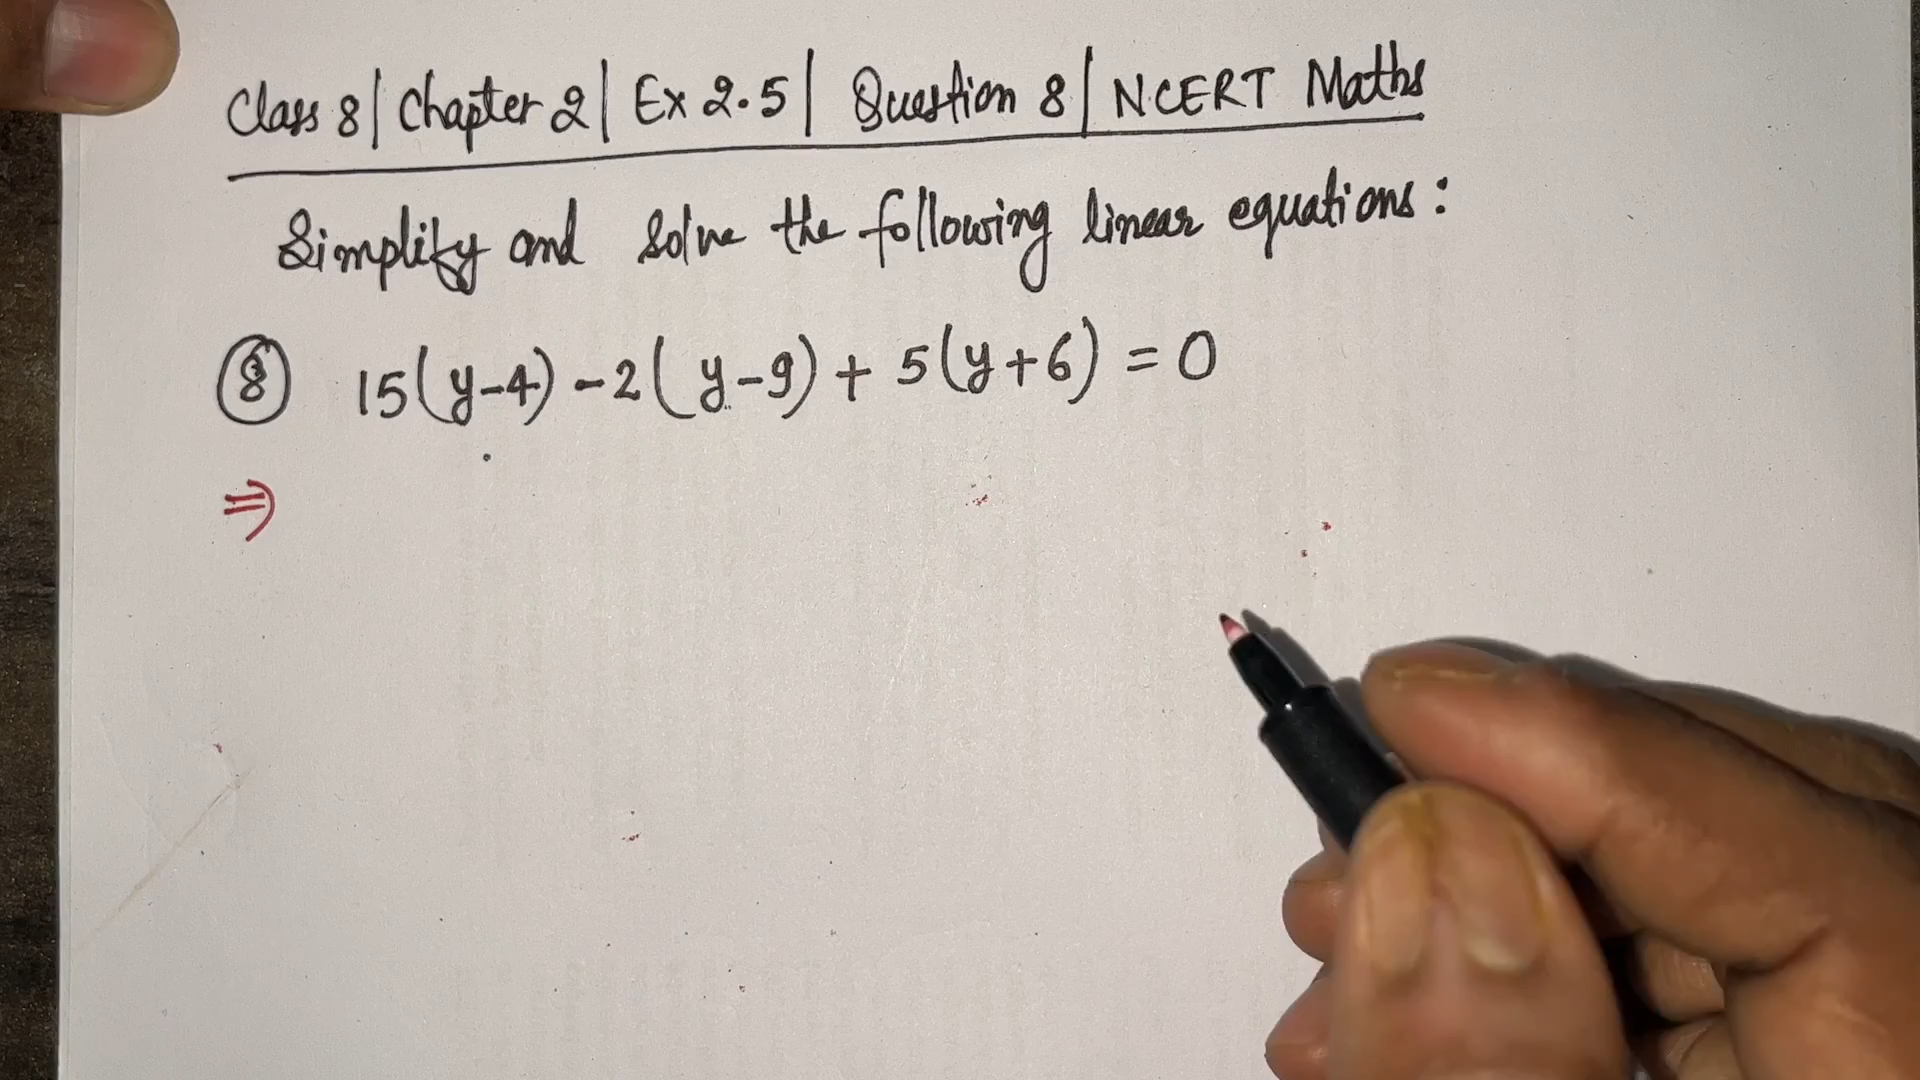 Class 8 | Chapter 2 | Ex 2.5 | Question 8 | NCERT Maths
Simplify and Solve the following linear equations :
⑧ 15(y-4) - 2(y-9) + 5(y+6) = 0
⇒